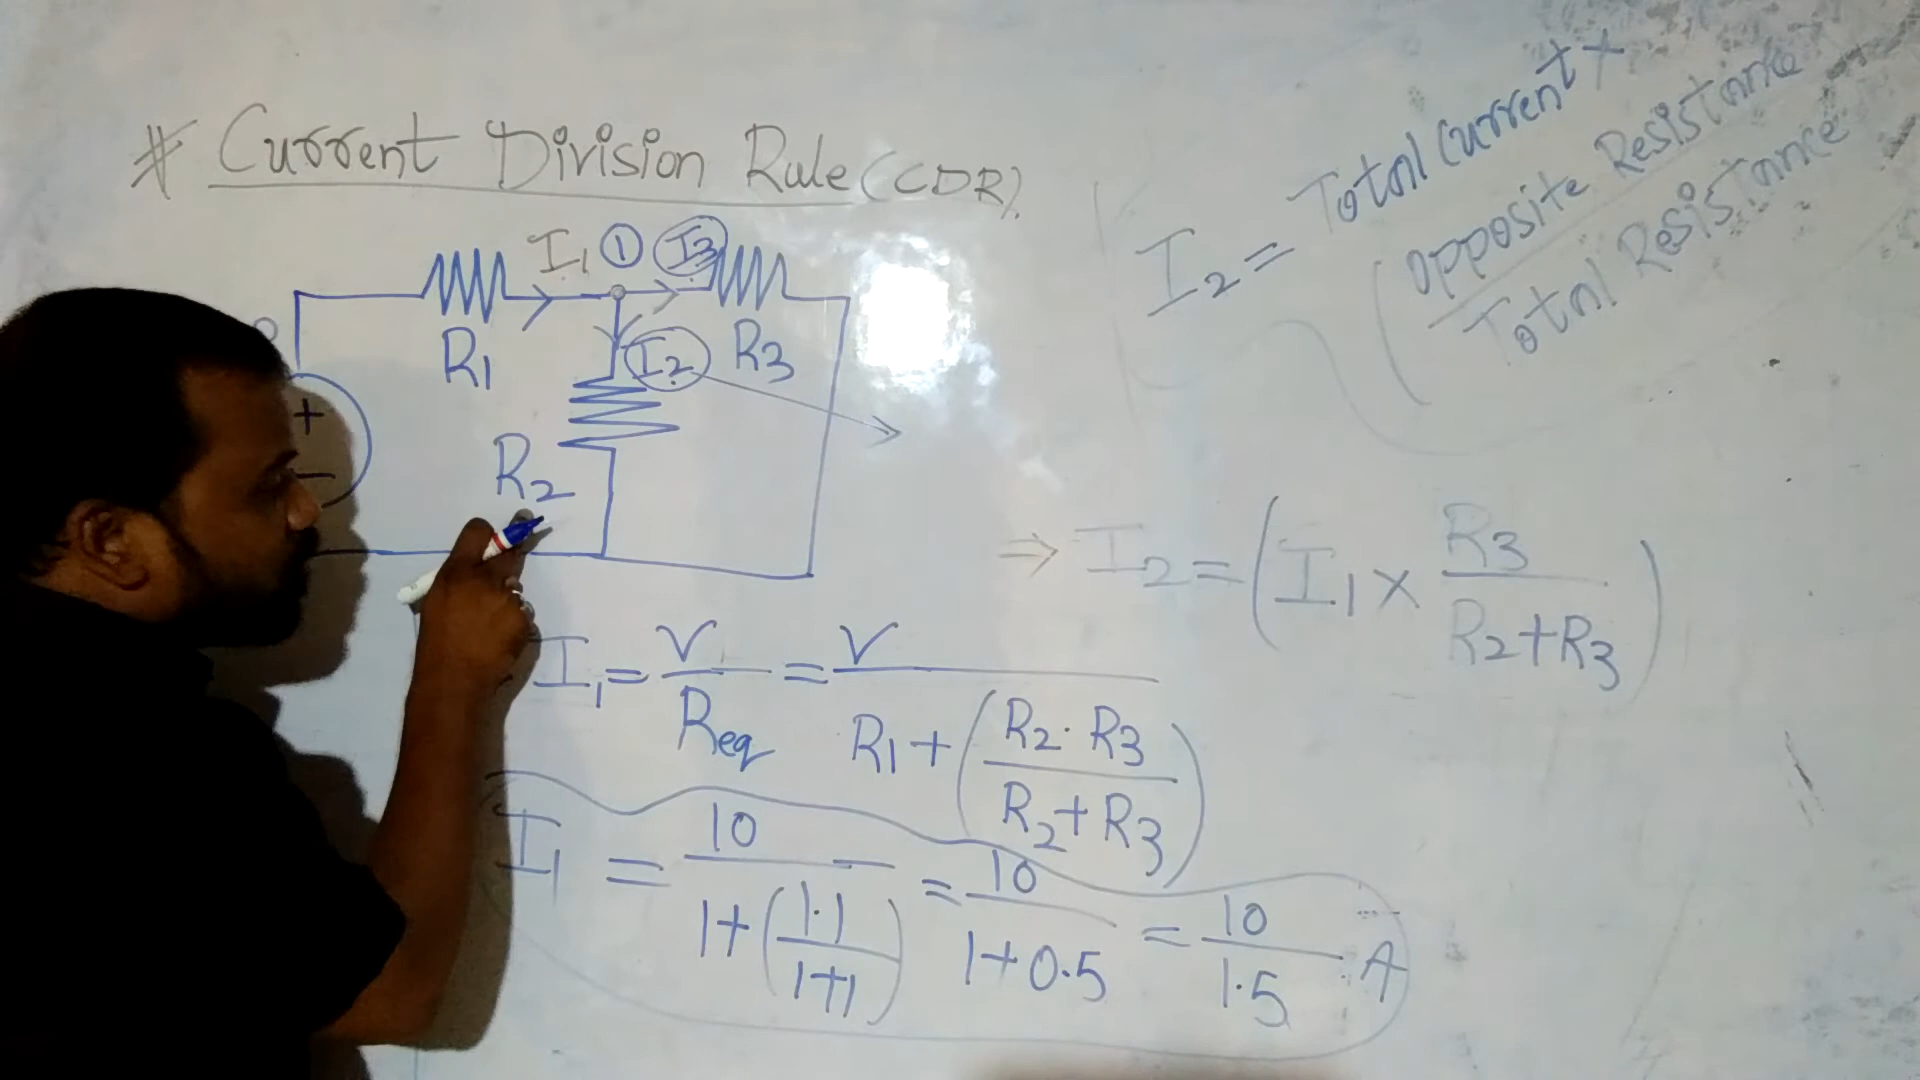 * Current Division Rule (CDR).
I1 ① I3
R1 I2 R3
+
−
R2
I2 = Total Current × (Opposite Resistance / Total Resistance)
⇒ I2 = (I1 × R3 / (R2+R3))
I1 = V / Req = V / (R1 + (R2·R3 / (R2+R3)))
I1 = 10 / (1+(1·1 / (1+1))) = 10 / (1+0.5) = 10 / 1.5 A